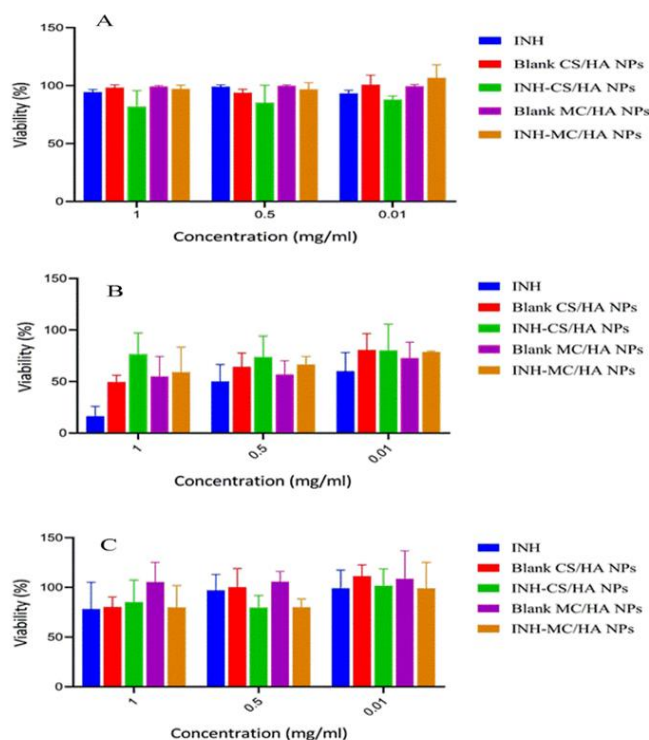 A
150
100
50
0
Viability (%)
1
0.5
0.01
Concentration (mg/ml)
INH
Blank CS/HA NPs
INH-CS/HA NPs
Blank MC/HA NPs
INH-MC/HA NPs
B
150
100
50
0
Viability (%)
1
0.5
0.01
Concentration (mg/ml)
INH
Blank CS/HA NPs
INH-CS/HA NPs
Blank MC/HA NPs
INH-MC/HA NPs
C
150
100
50
0
Viability (%)
1
0.5
0.01
Concentration (mg/ml)
INH
Blank CS/HA NPs
INH-CS/HA NPs
Blank MC/HA NPs
INH-MC/HA NPs